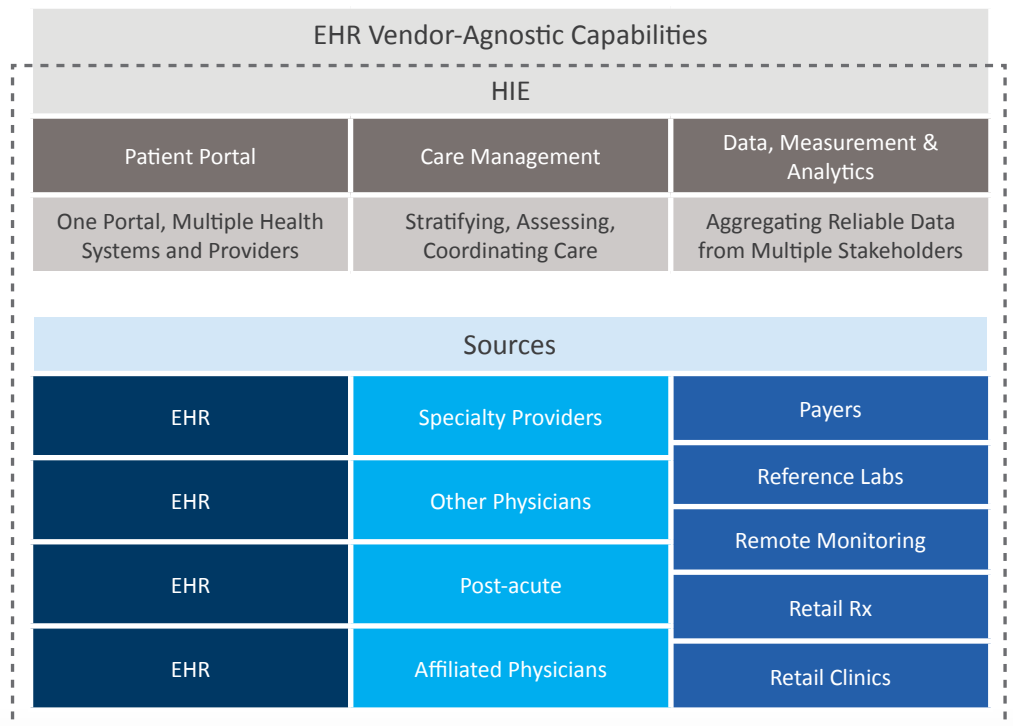 EHR Vendor-Agnostic Capabilities
HIE
Patient Portal
Care Management
Data, Measurement &
Analytics
One Portal, Multiple Health
Systems and Providers
Stratifying, Assessing,
Coordinating Care
Aggregating Reliable Data
from Multiple Stakeholders
Sources
EHR
EHR
EHR
EHR
Specialty Providers
Other Physicians
Post-acute
Affiliated Physicians
Payers
Reference Labs
Remote Monitoring
Retail Rx
Retail Clinics